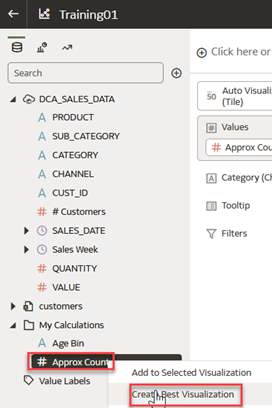 Training01
Click here or
Search
Auto Visualiz
(Tile)
50
DCA_SALES_DATA
Values
A PRODUCT
Approx Cou
A SUB_CATEGORY
A CATEGORY
A Category (Ch
A CHANNEL
A CUST_ID
Tooltip
# # Customers
SALES_DATE
Filters
Sales Week
# QUANTITY
# VALUE
customers
My Calculations
A Age Bin
# Approx Count
Add to Selected Visualization
Value Labels
Create Best Visualization